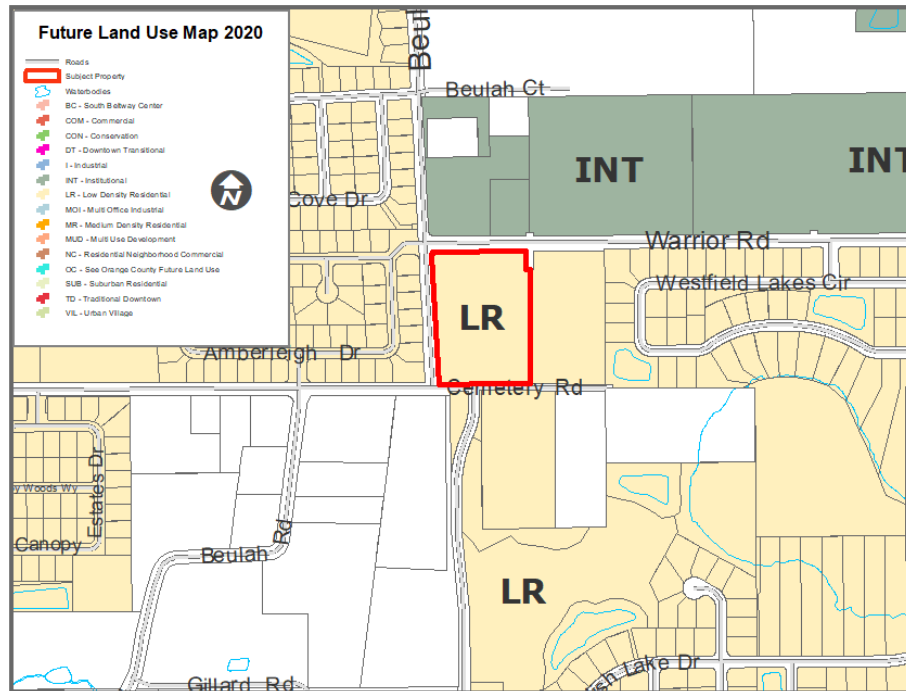 Future Land Use Map 2020
Roads
Subject Property
Waterbodies
BC - South Beltway Center
COM - Commercial
CON - Conservation
DT - Downtown Transitional
I - Industrial
INT - Institutional
LR - Low Density Residential
MOI - Multi Office Industrial
MR - Medium Density Residential
MUD - Multi Use Development
NC - Residential Neighborhood Commercial
OC - See Orange County Future Land Use
SUB - Suburban Residential
TD - Traditional Downtown
VIL - Urban Village
N
Beul
Beulah Ct
INT
INT
Cove Dr
Warrior Rd
Westfield Lakes Cir
LR
Amberleigh Dr
Cemetery Rd
Estates Dr
y Woods Wy
Canopy
Beulah Rd
LR
ish Lake Dr
Gillard Rd